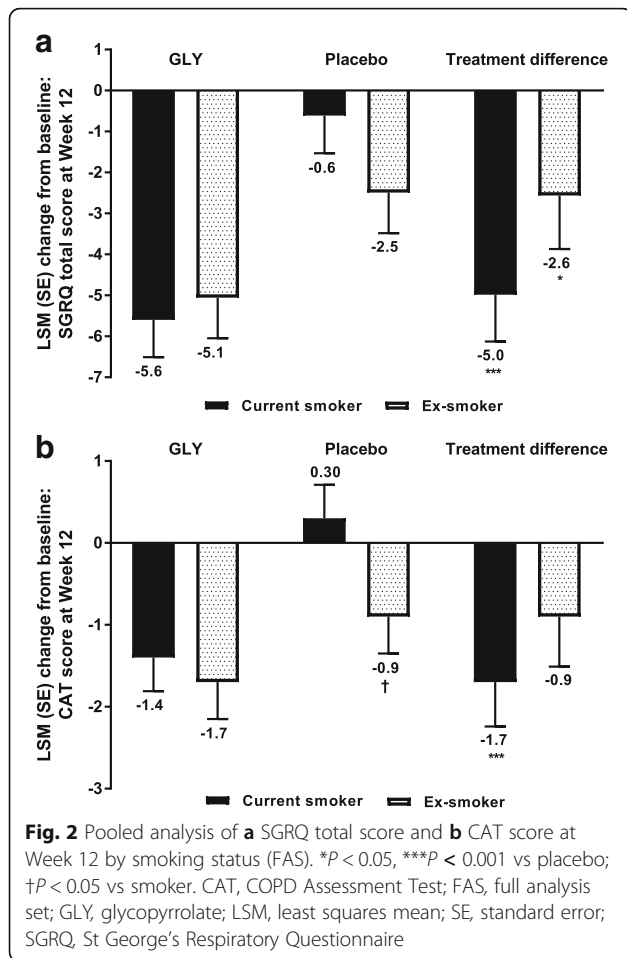 a
GLY Placebo Treatment difference
LSM (SE) change from baseline:
SGRQ total score at Week 12
1
0
-1
-2
-3
-4
-5
-6
-7
-5.6
-5.1
-0.6
-2.5
-5.0
***
-2.6
*
Current smoker Ex-smoker
b
GLY Placebo Treatment difference
LSM (SE) change from baseline:
CAT score at Week 12
1
0
-1
-2
-3
-1.4
-1.7
0.30
-0.9
†
-1.7
***
-0.9
Current smoker Ex-smoker
Fig. 2 Pooled analysis of a SGRQ total score and b CAT score at
Week 12 by smoking status (FAS). *P < 0.05, ***P < 0.001 vs placebo;
†P < 0.05 vs smoker. CAT, COPD Assessment Test; FAS, full analysis
set; GLY, glycopyrrolate; LSM, least squares mean; SE, standard error;
SGRQ, St George's Respiratory Questionnaire